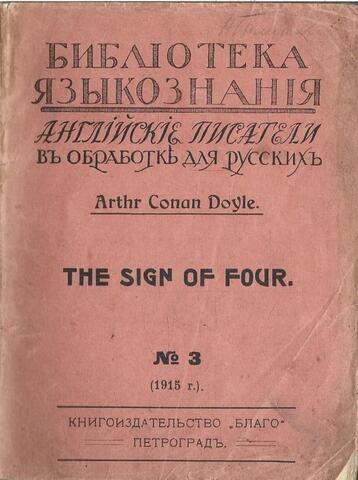 БИБЛІОТЕКА
ЯЗЫКОЗНАНІЯ
АНГЛІЙСКІЕ ПИСАТЕЛИ
ВЪ ОБРАБОТКѢ ДЛЯ РУССКИХЪ
Arthr Conan Doyle.
THE SIGN OF FOUR.
№ 3
(1915 г.).
КНИГОИЗДАТЕЛЬСТВО „БЛАГО"
ПЕТРОГРАДЪ.